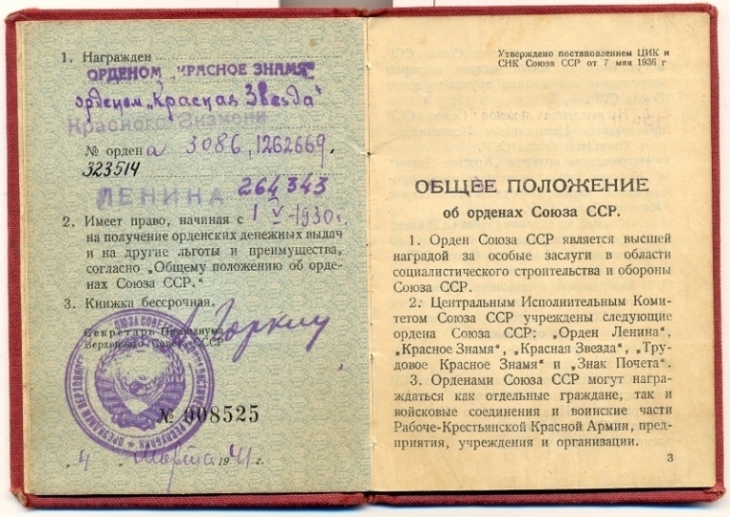 1. Награжден
ОРДЕНОМ „КРАСНОЕ ЗНАМЯ"
орденом „Красная Звезда"
Красного Знамени
№ ордена 3086, 1262669.
323514
ЛЕНИНА 264343
2. Имеет право, начиная с 1 V-1930 г.
на получение орденских денежных выдач
и на другие льготы и преимущества,
согласно „Общему положению об орде-
нах Союза ССР."
3. Книжка бессрочная.
Секретарь Президиума
Верховного Совета СССР
Горкин
№ 008525
„4 " Марта 1941 г.
Утверждено постановлением ЦИК и
СНК Союза ССР от 7 мая 1936 г
ОБЩЕЕ ПОЛОЖЕНИЕ
об орденах Союза ССР.
1. Орден Союза ССР является высшей
наградой за особые заслуги в области
социалистического строительства и обороны
Союза ССР.
2. Центральным Исполнительным Коми-
тетом Союза ССР учреждены следующие
ордена Союза ССР: „Орден Ленина",
„Красное Знамя", „Красная Звезда", „Тру-
довое Красное Знамя" и „Знак Почета".
3. Орденами Союза ССР могут награ-
ждаться как отдельные граждане, так и
войсковые соединения и воинские части
Рабоче-Крестьянской Красной Армии, пред-
приятия, учреждения и организации.
3